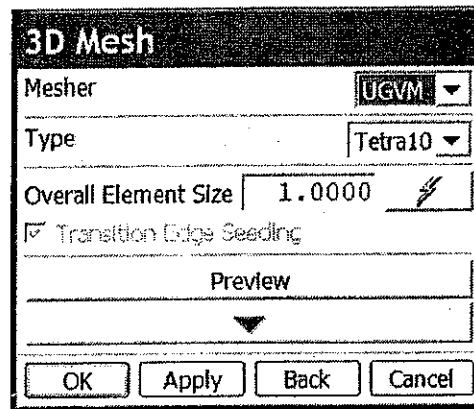 3D Mesh
Mesher UGVM
Type Tetra10
Overall Element Size 1.0000
Transition Edge Seeding
Preview
OK Apply Back Cancel